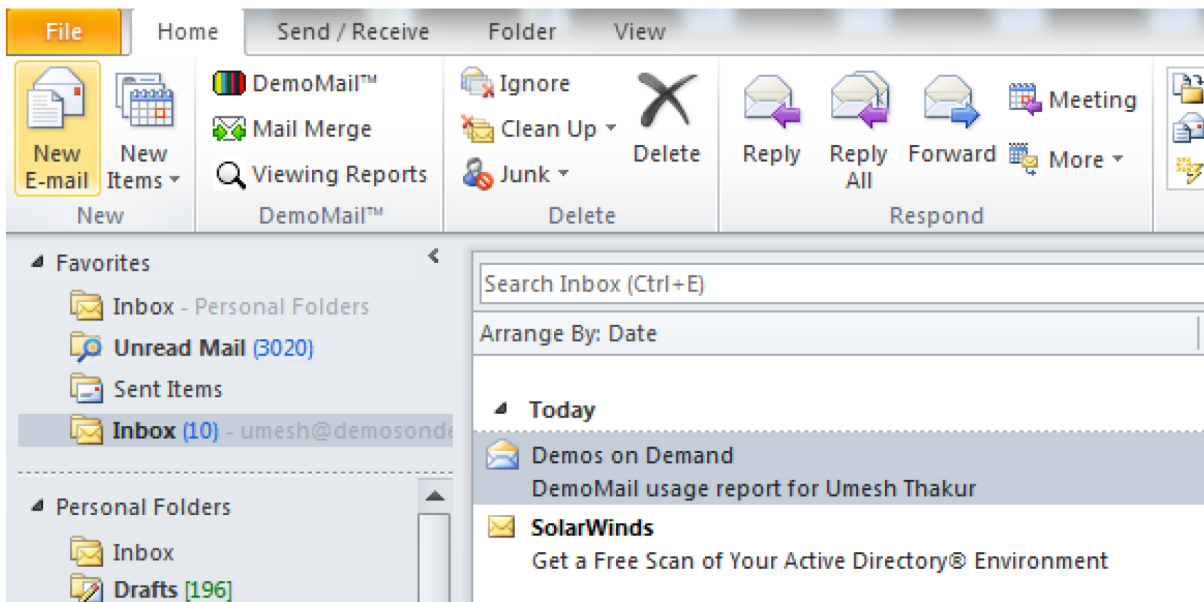 File Home Send / Receive Folder View
New E-mail
New Items
DemoMail™
Mail Merge
Viewing Reports
Ignore
Clean Up
Junk
Delete
Reply
Reply All
Forward
Meeting
More
New DemoMail™ Delete Respond
Favorites
Inbox - Personal Folders
Unread Mail (3020)
Sent Items
Inbox (10) - umesh@demosonde
Personal Folders
Inbox
Drafts [196]
Search Inbox (Ctrl+E)
Arrange By: Date
Today
Demos on Demand
DemoMail usage report for Umesh Thakur
SolarWinds
Get a Free Scan of Your Active Directory® Environment